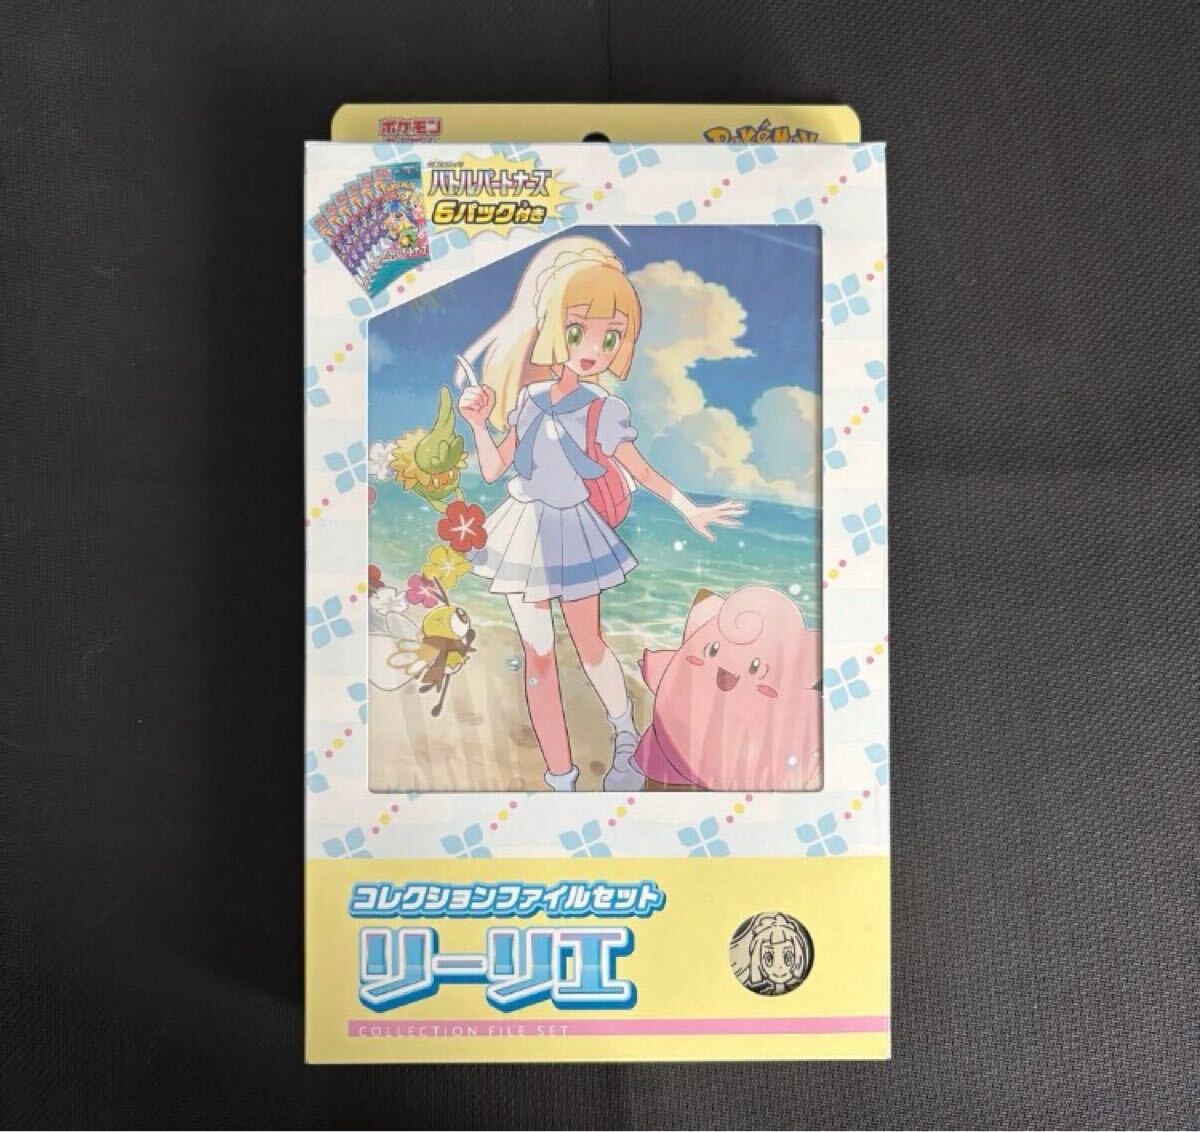 ポケモン
Pokémon
バトルパートナーズ
6パック付き
コレクションファイルセット
リーリエ
COLLECTION FILE SET